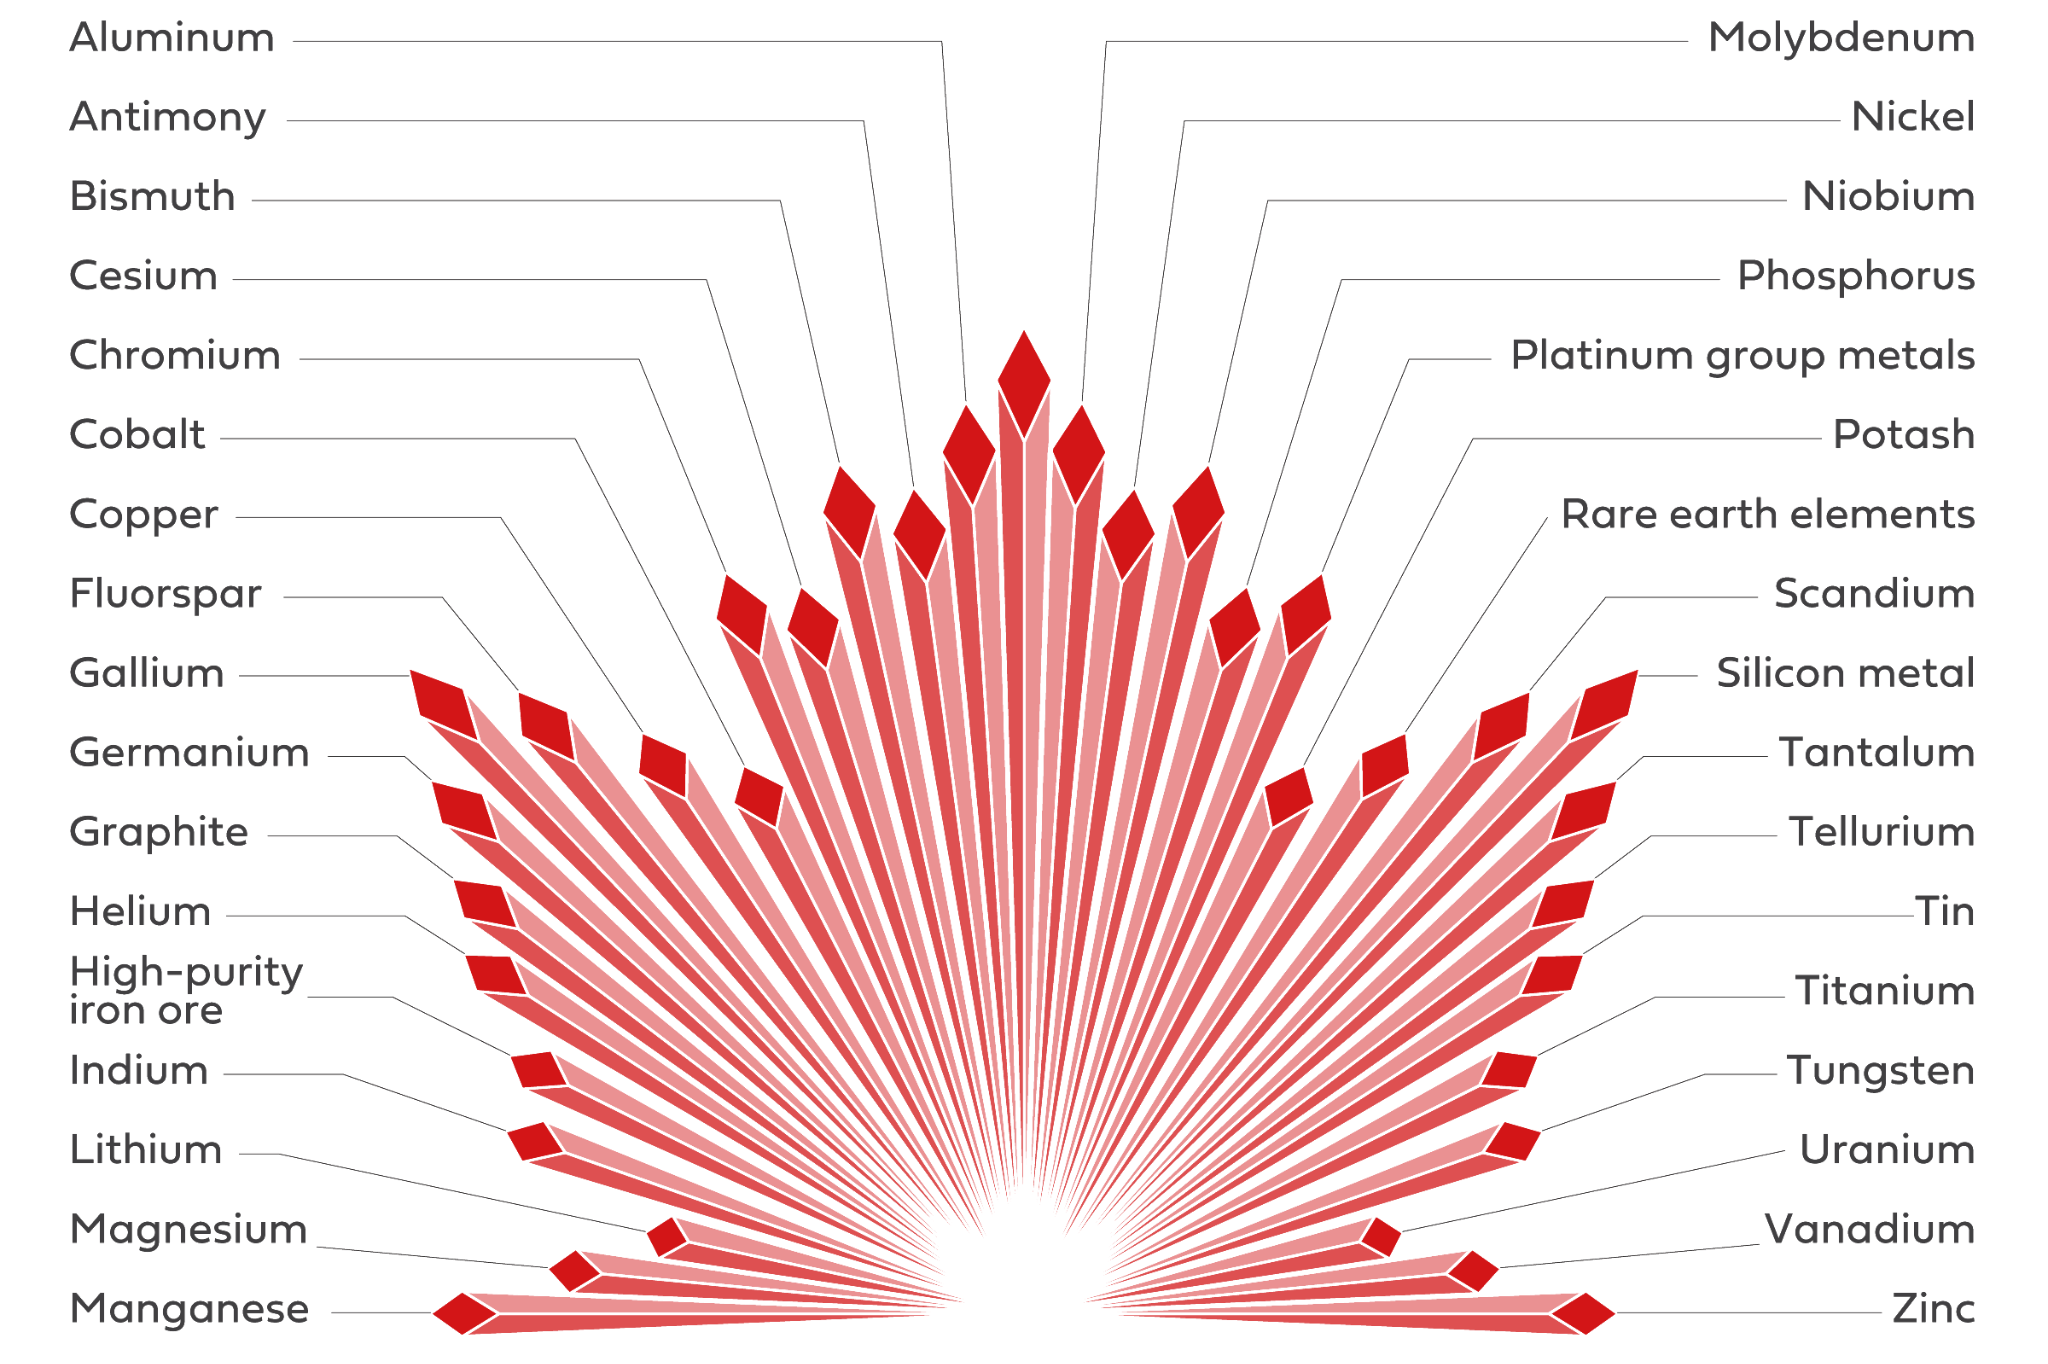 Aluminum
Antimony
Bismuth
Cesium
Chromium
Cobalt
Copper
Fluorspar
Gallium
Germanium
Graphite
Helium
High-purity
iron ore
Indium
Lithium
Magnesium
Manganese
Molybdenum
Nickel
Niobium
Phosphorus
Platinum group metals
Potash
Rare earth elements
Scandium
Silicon metal
Tantalum
Tellurium
Tin
Titanium
Tungsten
Uranium
Vanadium
Zinc